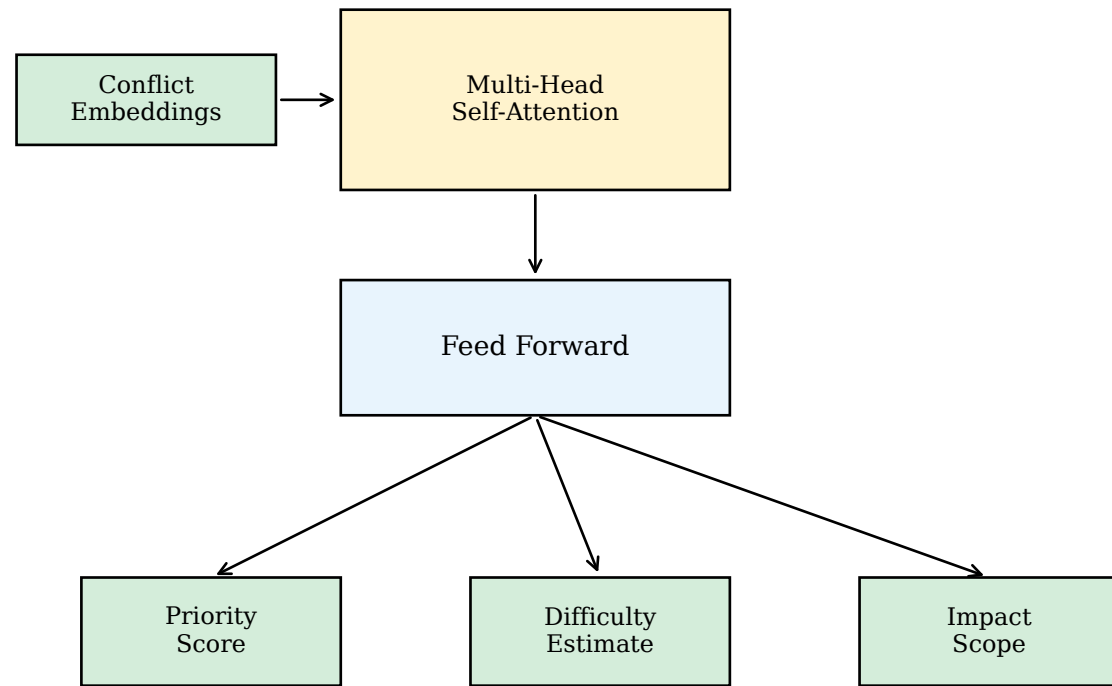 Conflict
Embeddings
Multi-Head
Self-Attention
Feed Forward
Priority
Score
Difficulty
Estimate
Impact
Scope